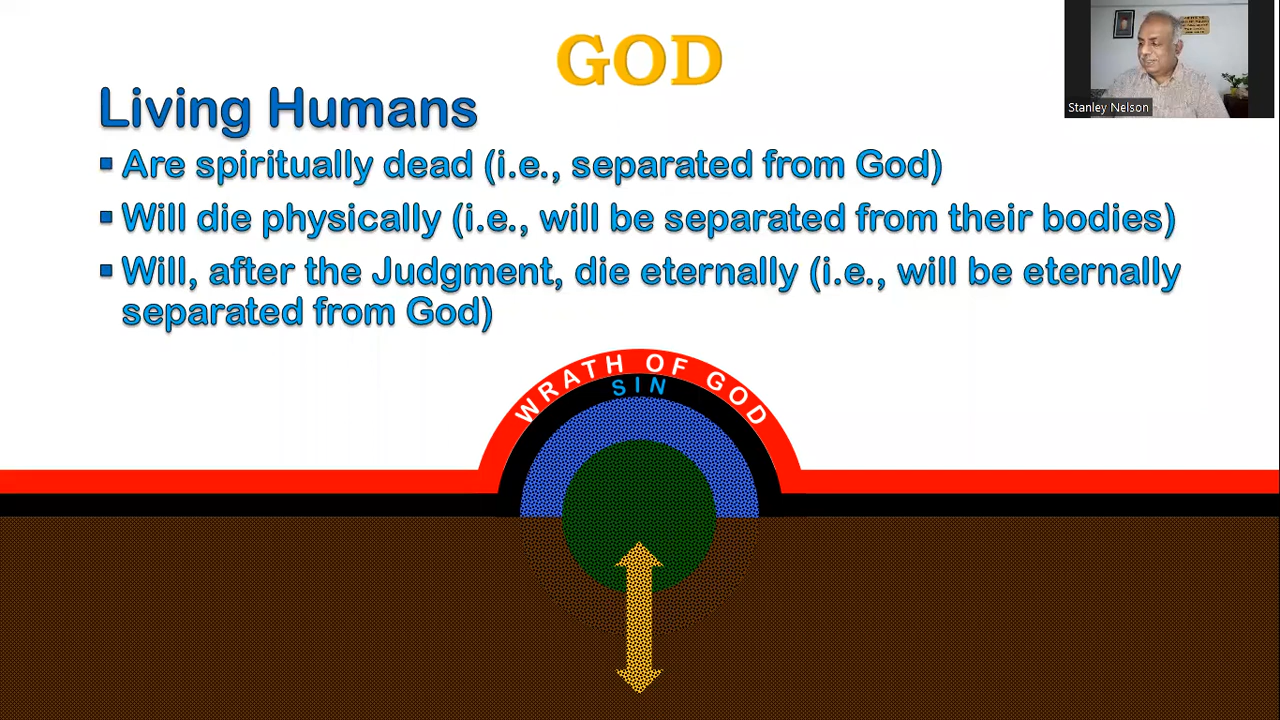 GOD
Living Humans
▪ Are spiritually dead (i.e., separated from God)
▪ Will die physically (i.e., will be separated from their bodies)
▪ Will, after the Judgment, die eternally (i.e., will be eternally
separated from God)
WRATH OF GOD
SIN
Stanley Nelson